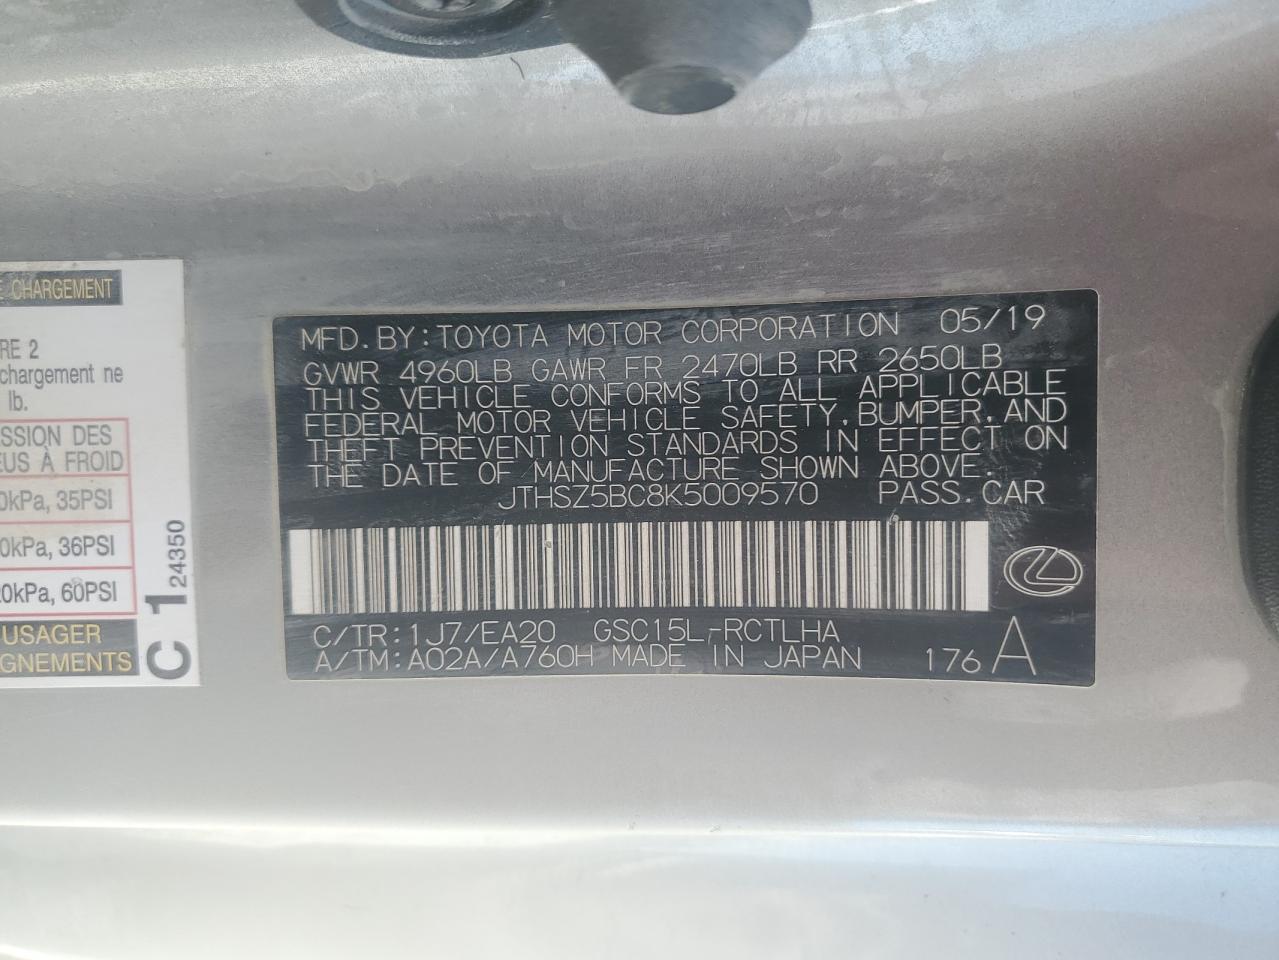 E CHARGEMENT
RE 2
chargement ne
lb.
SSION DES
EUS À FROID
0kPa, 35PSI
0kPa, 36PSI
20kPa, 60PSI
USAGER
GNEMENTS
C 1 24350
MFD. BY: TOYOTA MOTOR CORPORATION 05/19
GVWR 4960LB GAWR FR 2470LB RR 2650LB
THIS VEHICLE CONFORMS TO ALL APPLICABLE
FEDERAL MOTOR VEHICLE SAFETY, BUMPER, AND
THEFT PREVENTION STANDARDS IN EFFECT ON
THE DATE OF MANUFACTURE SHOWN ABOVE.
JTHSZ5BC8K5009570 PASS. CAR
C/TR: 1J7/EA20 GSC15L-RCTLHA
A/TM: A02A/A760H MADE IN JAPAN 176 A